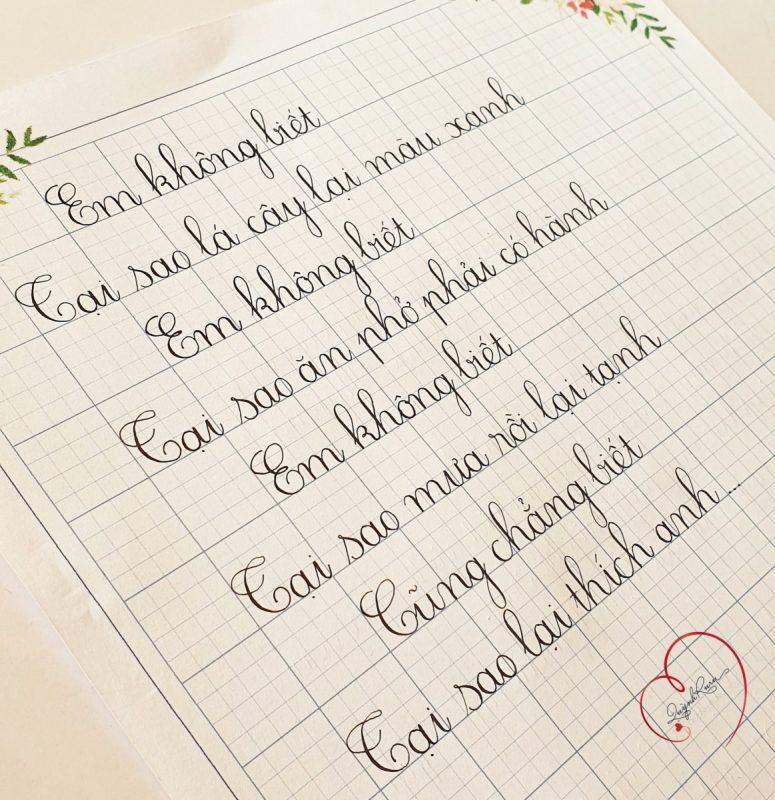 Em không biết
Tại sao lá cây lại màu xanh
Em không biết
Tại sao ăn phở phải có hành
Em không biết
Tại sao mưa rồi lại tạnh
Cũng chẳng biết
Tại sao lại thích anh ...